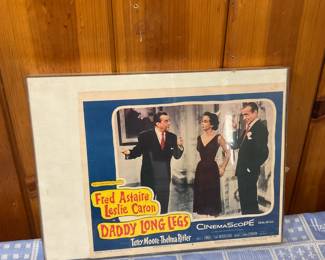 Fred Astaire
Leslie Caron
DADDY LONG LEGS
CINEMASCOPE
Terry Moore Thelma Ritter